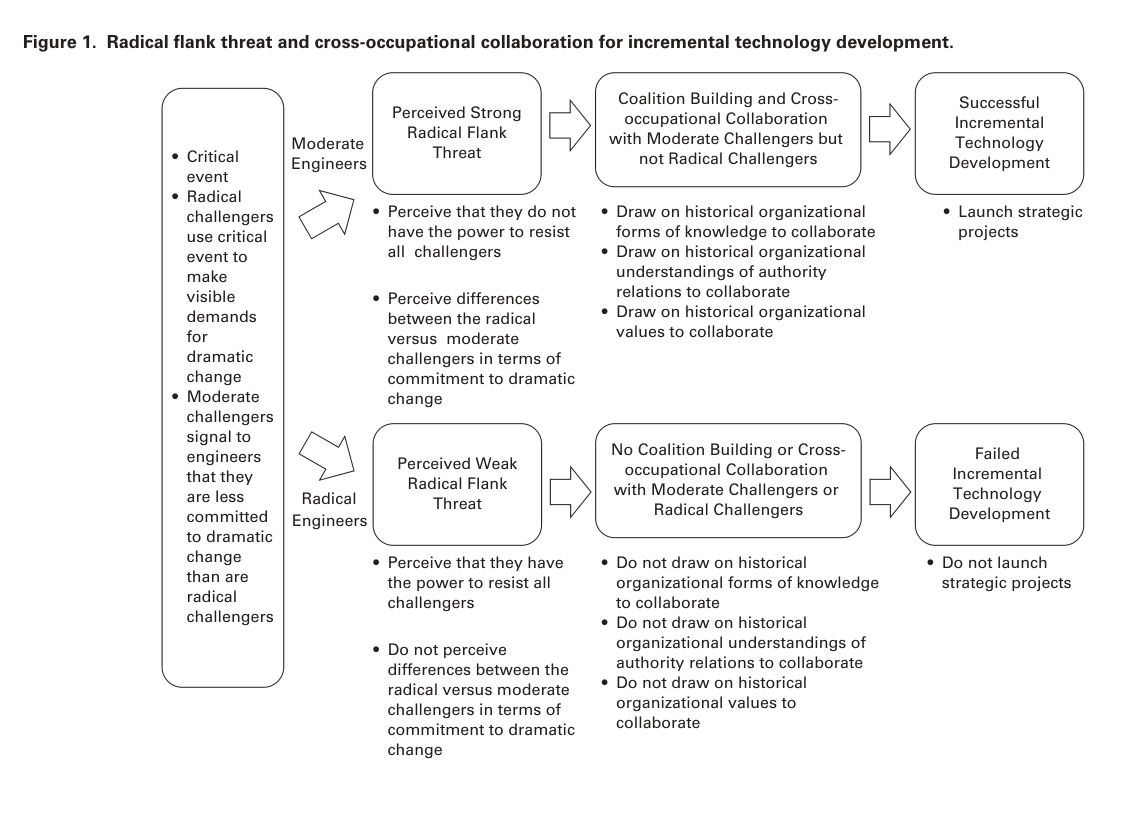 Figure 1. Radical flank threat and cross-occupational collaboration for incremental technology development.
• Critical
event
• Radical
challengers
use critical
event to
make
visible
demands
for
dramatic
change
• Moderate
challengers
signal to
engineers
that they
are less
committed
to dramatic
change
than are
radical
challengers
Moderate
Engineers
Perceived Strong
Radical Flank
Threat
• Perceive that they do not
have the power to resist
all challengers
• Perceive differences
between the radical
versus moderate
challengers in terms of
commitment to dramatic
change
Coalition Building and Cross-
occupational Collaboration
with Moderate Challengers but
not Radical Challengers
• Draw on historical organizational
forms of knowledge to collaborate
• Draw on historical organizational
understandings of authority
relations to collaborate
• Draw on historical organizational
values to collaborate
Successful
Incremental
Technology
Development
• Launch strategic
projects
Radical
Engineers
Perceived Weak
Radical Flank
Threat
• Perceive that they have
the power to resist all
challengers
• Do not perceive
differences between the
radical versus moderate
challengers in terms of
commitment to dramatic
change
No Coalition Building or Cross-
occupational Collaboration
with Moderate Challengers or
Radical Challengers
• Do not draw on historical
organizational forms of knowledge
to collaborate
• Do not draw on historical
organizational understandings of
authority relations to collaborate
• Do not draw on historical
organizational values to
collaborate
Failed
Incremental
Technology
Development
• Do not launch
strategic projects